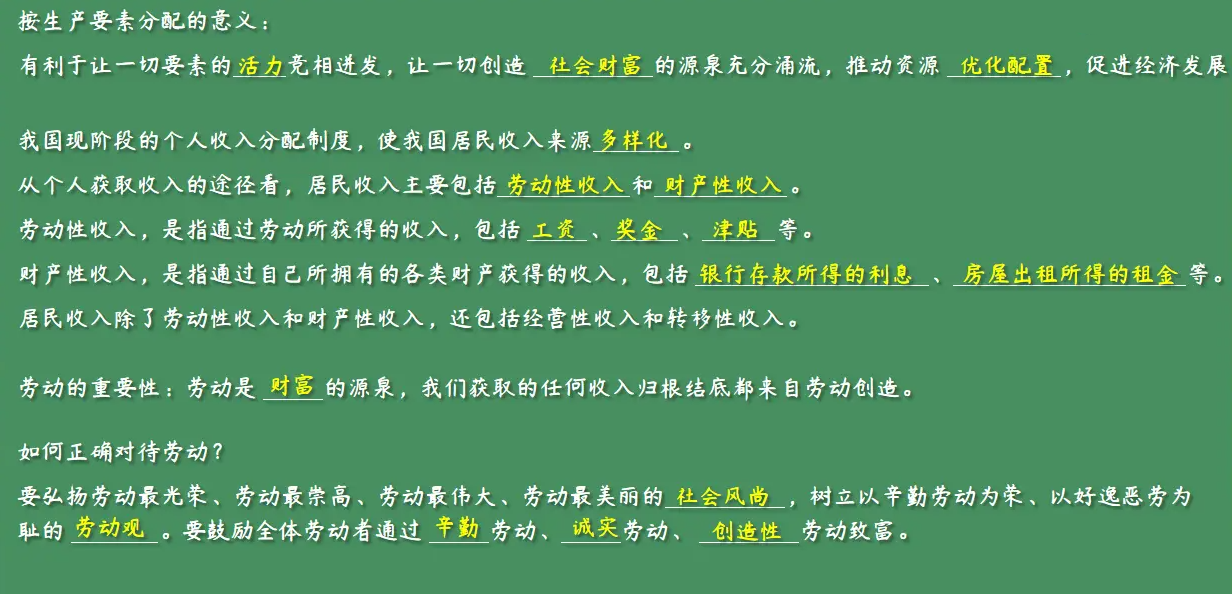 按生产要素分配的意义：
有利于让一切要素的活力竞相迸发，让一切创造 社会财富 的源泉充分涌流，推动资源 优化配置 ，促进经济发展
我国现阶段的个人收入分配制度，使我国居民收入来源多样化 。
从个人获取收入的途径看，居民收入主要包括 劳动性收入 和 财产性收入 。
劳动性收入，是指通过劳动所获得的收入，包括 工资 、奖金 、 津贴 等。
财产性收入，是指通过自己所拥有的各类财产获得的收入，包括 银行存款所得的利息 、 房屋出租所得的租金 等。
居民收入除了劳动性收入和财产性收入，还包括经营性收入和转移性收入。
劳动的重要性：劳动是 财富 的源泉，我们获取的任何收入归根结底都来自劳动创造。
如何正确对待劳动？
要弘扬劳动最光荣、劳动最崇高、劳动最伟大、劳动最美丽的 社会风尚 ，树立以辛勤劳动为荣、以好逸恶劳为
耻的 劳动观 。要鼓励全体劳动者通过 辛勤 劳动、 诚实劳动、 创造性 劳动致富。